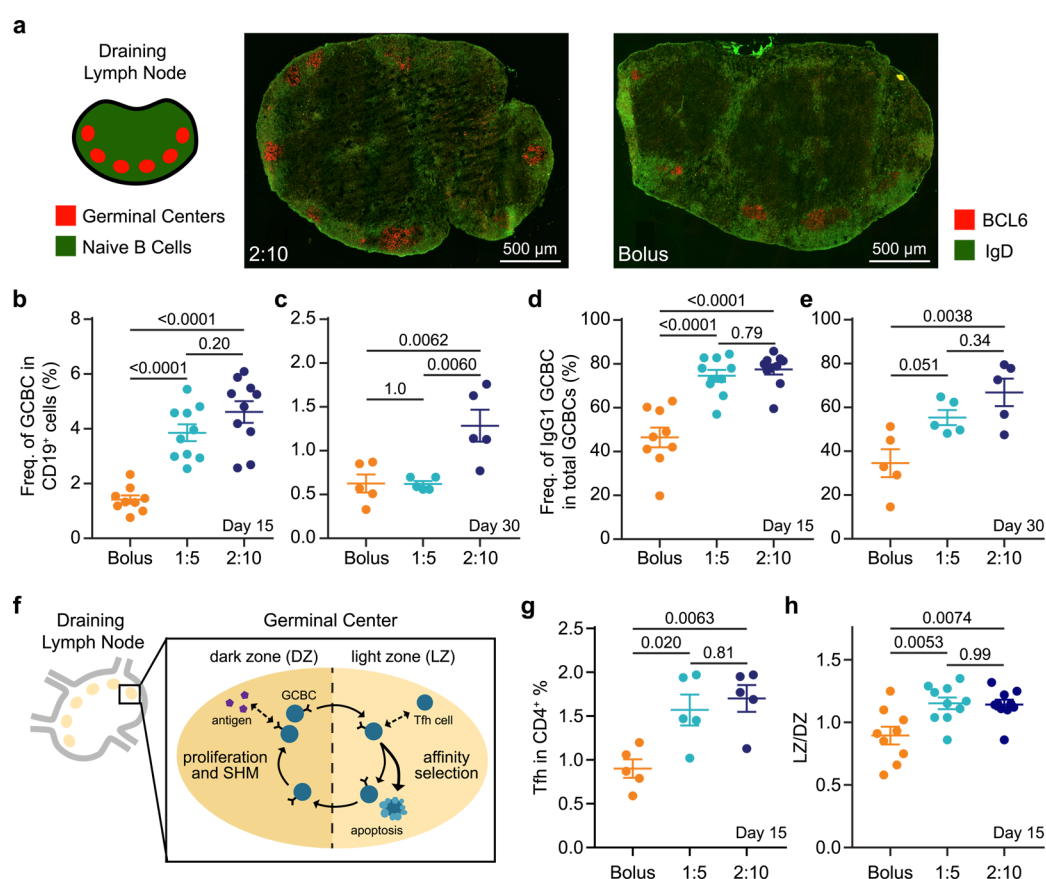 a
Draining
Lymph Node
Germinal Centers
Naive B Cells
2:10
500 µm
Bolus
500 µm
BCL6
IgD
b
Freq. of GCBC in
CD19⁺ cells (%)
8
6
4
2
0
<0.0001
0.20
<0.0001
Day 15
Bolus 1:5 2:10
c
2.5
2.0
1.5
1.0
0.5
0.0
0.0062
0.0060
1.0
Day 30
Bolus 1:5 2:10
d
Freq. of IgG1 GCBC
in total GCBCs (%)
100
80
60
40
20
0
<0.0001
<0.0001 0.79
Day 15
Bolus 1:5 2:10
e
100
80
60
40
20
0
0.0038
0.34
0.051
Day 30
Bolus 1:5 2:10
f
Draining
Lymph Node
Germinal Center
dark zone (DZ) light zone (LZ)
GCBC
antigen
Tfh cell
proliferation
and SHM
affinity
selection
apoptosis
g
Tfh in CD4⁺ %
2.5
2.0
1.5
1.0
0.5
0.0
0.0063
0.020
0.81
Day 15
Bolus 1:5 2:10
h
LZ/DZ
1.5
1.0
0.5
0.0
0.0074
0.0053
0.99
Day 15
Bolus 1:5 2:10